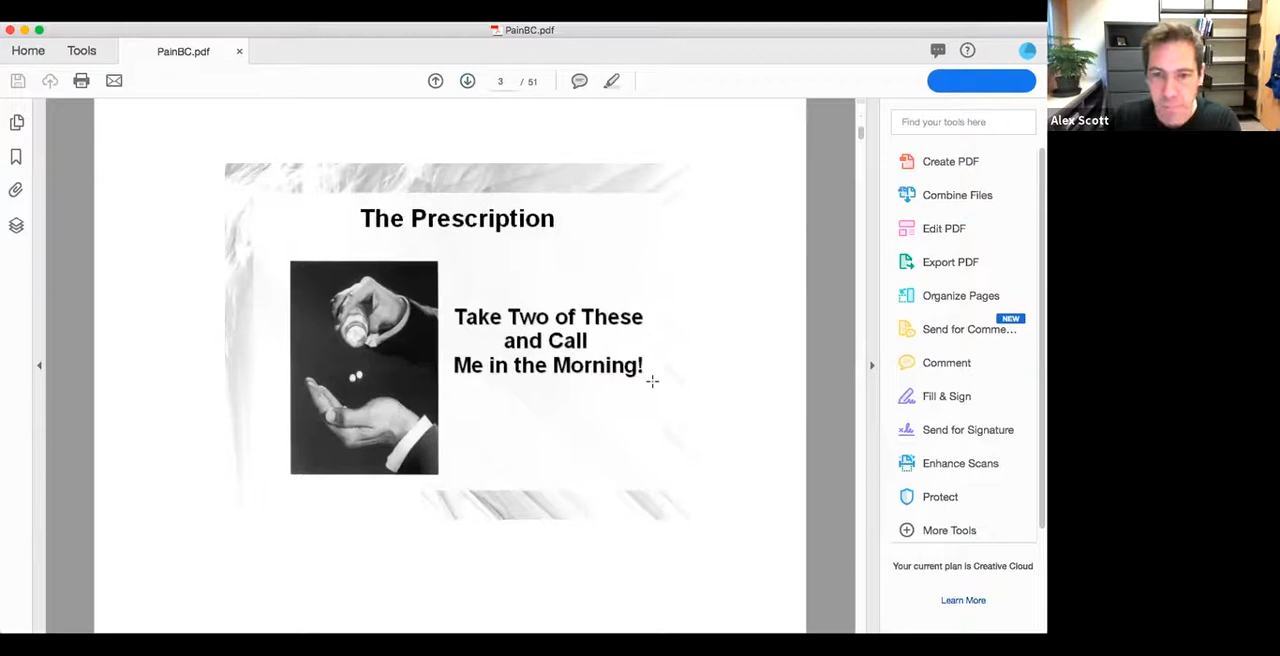 PainBC.pdf
Home
Tools
PainBC.pdf
3 / 51
Find your tools here
Create PDF
Combine Files
Edit PDF
Export PDF
Organize Pages
NEW
Send for Comme...
Comment
Fill & Sign
Send for Signature
Enhance Scans
Protect
More Tools
Your current plan is Creative Cloud
Learn More
The Prescription
Take Two of These
and Call
Me in the Morning!
Alex Scott